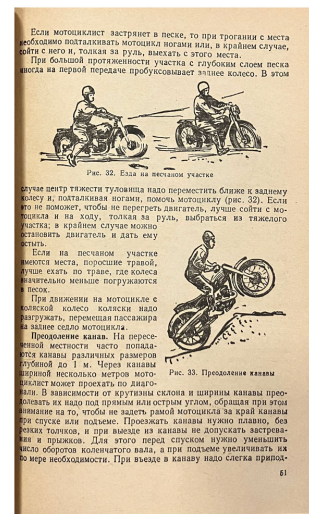 Если мотоциклист застрянет в песке, то при трогании с места
необходимо подталкивать мотоцикл ногами или, в крайнем случае,
сойти с него и, толкая за руль, выехать с этого места.
При большой протяженности участка с глубоким слоем песка
иногда на первой передаче пробуксовывает заднее колесо. В этом
Рис. 32. Езда на песчаном участке
случае центр тяжести туловища надо переместить ближе к заднему
колесу и, подталкивая ногами, помочь мотоциклу (рис. 32). Если
это не поможет, чтобы не перегреть двигатель, лучше сойти с мо-
тоцикла и на ходу, толкая за руль, выбраться из тяжелого
участка; в крайнем случае можно
остановить двигатель и дать ему
остыть.
Если на песчаном участке
имеются места, поросшие травой,
лучше ехать по траве, где колеса
значительно меньше погружаются
в песок.
При движении на мотоцикле с
коляской колесо коляски надо
разгружать, перемещая пассажира
на заднее седло мотоцикла.
Преодоление канав. На пересе-
ченной местности часто попада-
ются канавы различных размеров
глубиной до 1 м. Через канавы
шириной несколько метров мото-
циклист может проехать по диаго-
Рис. 33. Преодоление канавы
нали. В зависимости от крутизны склона и ширины канавы прео-
долевать их надо под прямым или острым углом, обращая при этом
внимание на то, чтобы не задеть рамой мотоцикла за край канавы
при спуске или подъеме. Проезжать канавы нужно плавно, без
резких толчков, и при выезде из канавы не допускать застрева-
ния и прыжков. Для этого перед спуском нужно уменьшить
число оборотов коленчатого вала, а при подъеме увеличивать их
по мере необходимости. При въезде в канаву надо слегка припод-
51